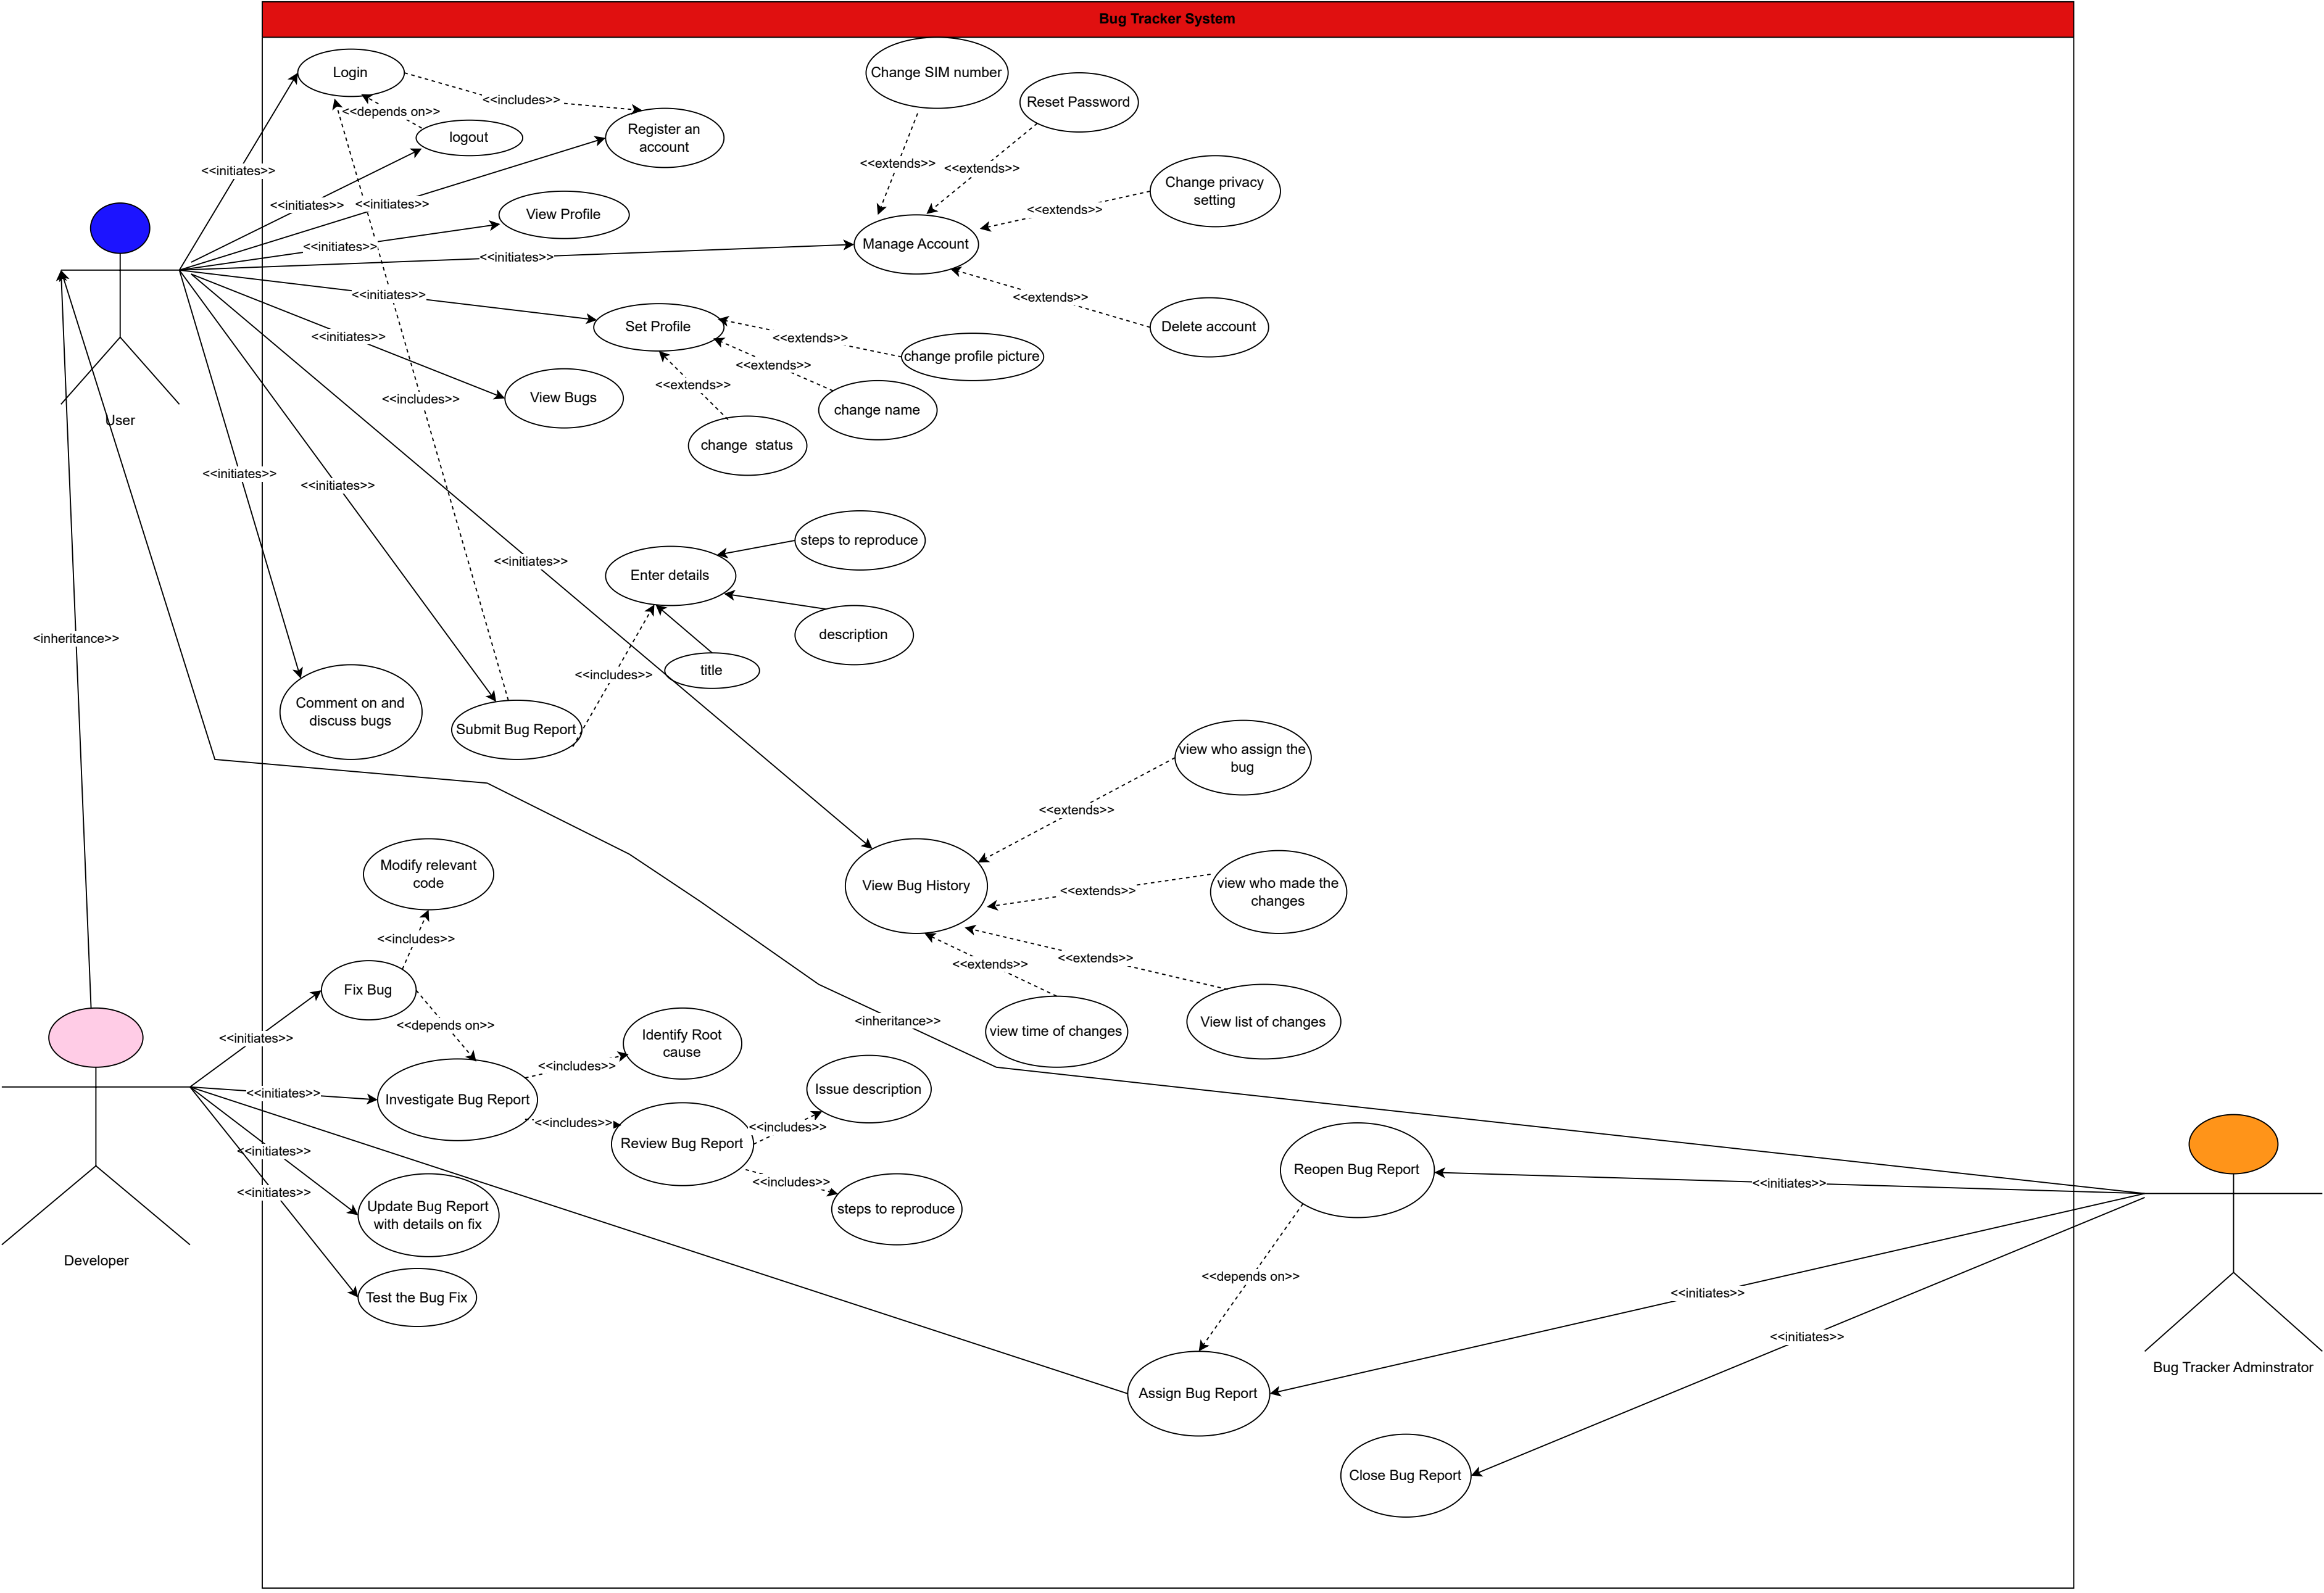 Bug Tracker System
Login
Change SIM number
Reset Password
<<includes>>
<<depends on>>
logout
Register an
account
<<initiates>>
<<extends>>
<<extends>>
Change privacy
setting
<<initiates>>
<<initiates>>
<<extends>>
View Profile
<<initiates>>
Manage Account
<<initiates>>
<<initiates>>
<<extends>>
Set Profile
Delete account
<<initiates>>
<<extends>>
change profile picture
<<extends>>
<<extends>>
<<includes>>
View Bugs
change name
User
change  status
<<initiates>>
<<initiates>>
steps to reproduce
<<initiates>>
Enter details
<inheritance>>
description
title
<<includes>>
Comment on and
discuss bugs
Submit Bug Report
view who assign the
bug
<<extends>>
Modify relevant
code
View Bug History
<<extends>>
view who made the
changes
<<includes>>
<<extends>>
<<extends>>
Fix Bug
<inheritance>>
View list of changes
view time of changes
<<depends on>>
<<initiates>>
Identify Root
cause
<<includes>>
<<initiates>>
Investigate Bug Report
Issue description
<<includes>>
<<includes>>
Review Bug Report
<<initiates>>
Reopen Bug Report
<<includes>>
<<initiates>>
<<initiates>>
Update Bug Report
with details on fix
steps to reproduce
Developer
<<depends on>>
Test the Bug Fix
<<initiates>>
<<initiates>>
Bug Tracker Adminstrator
Assign Bug Report
Close Bug Report